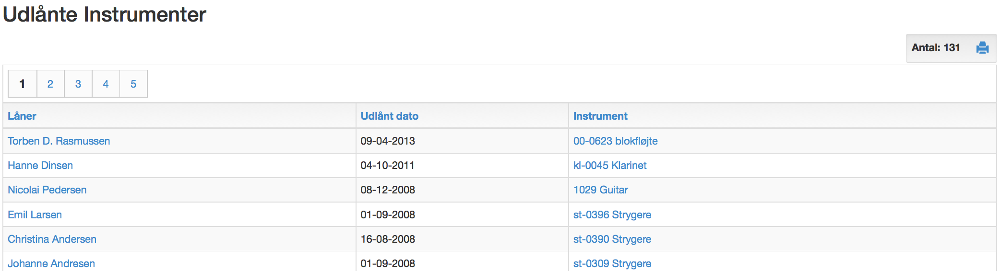 Udlånte Instrumenter
Antal: 131
1 2 3 4 5
Låner Udlånt dato Instrument
Torben D. Rasmussen 09-04-2013 00-0623 blokfløjte
Hanne Dinsen 04-10-2011 kl-0045 Klarinet
Nicolai Pedersen 08-12-2008 1029 Guitar
Emil Larsen 01-09-2008 st-0396 Strygere
Christina Andersen 16-08-2008 st-0390 Strygere
Johanne Andresen 01-09-2008 st-0309 Strygere